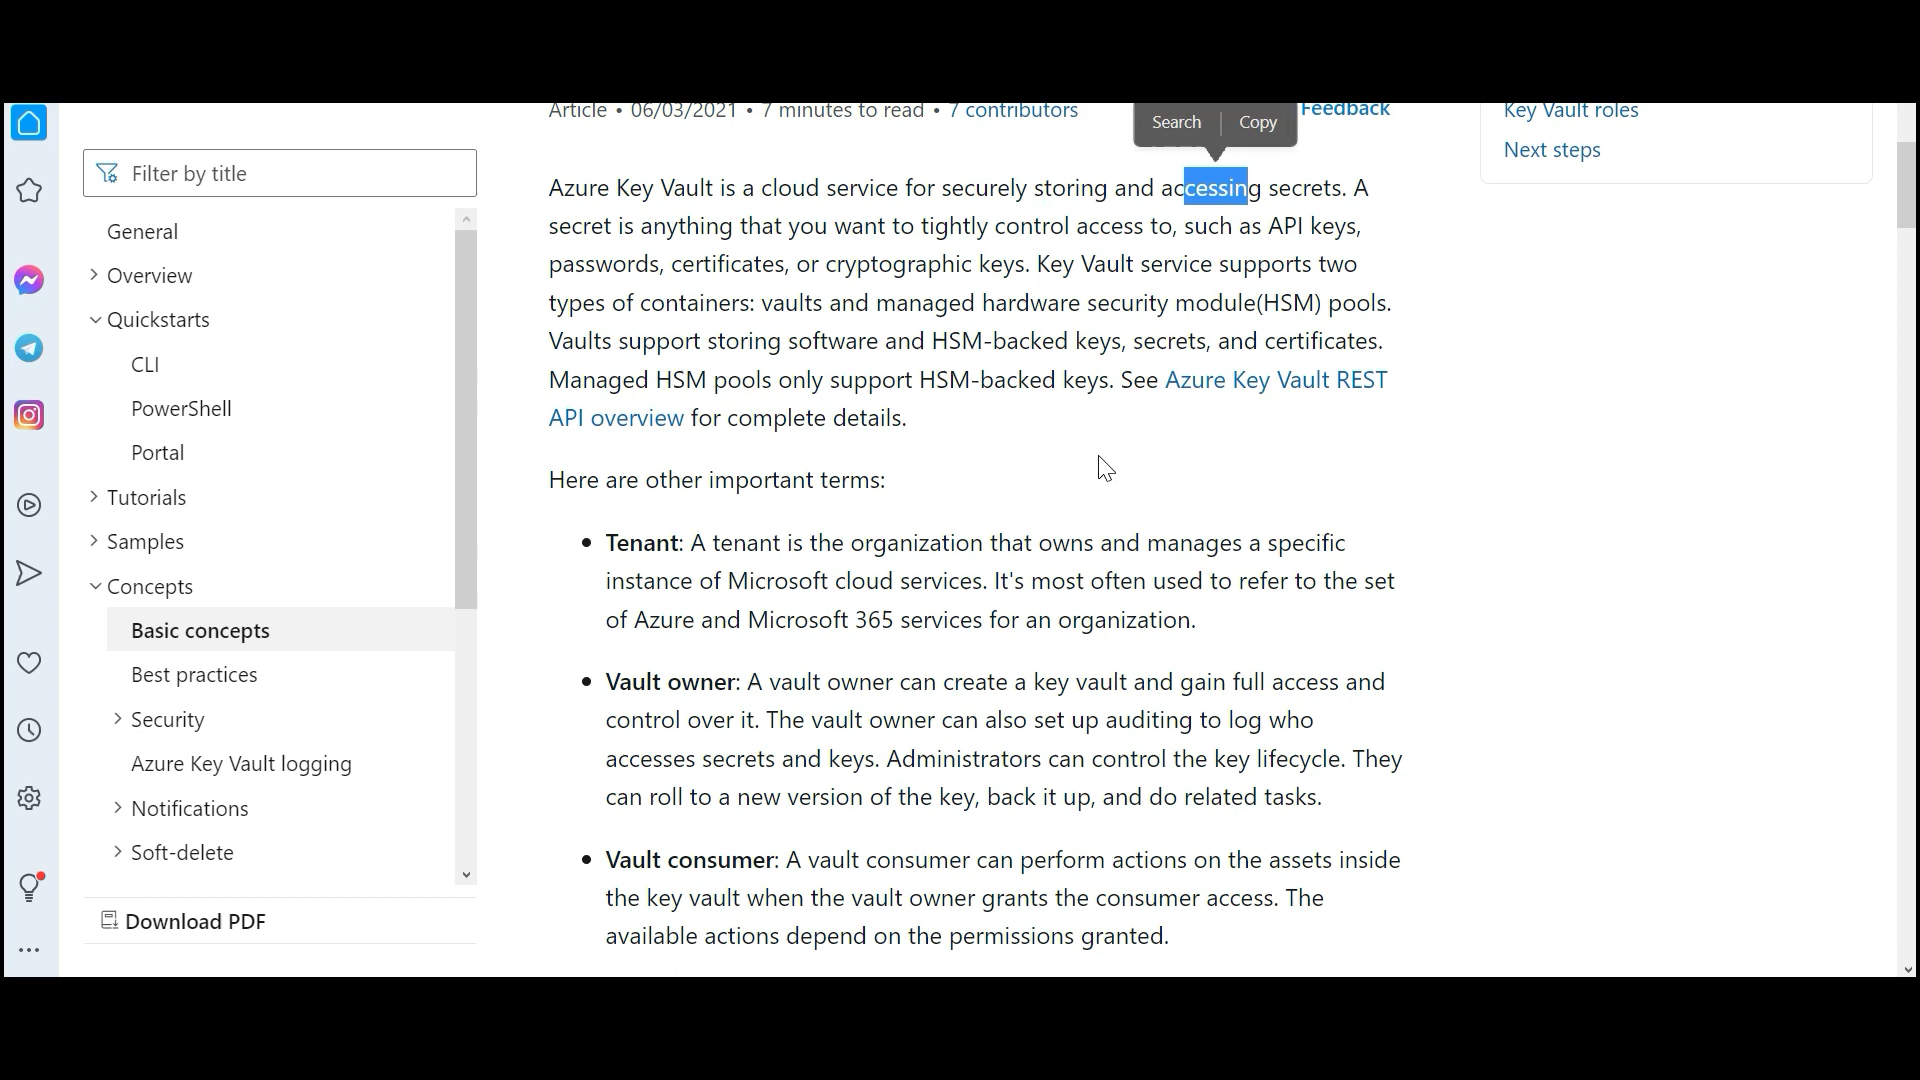 Article • 06/03/2021 • 7 minutes to read • 7 contributors
Search Copy
Feedback
Key Vault roles
Next steps
Filter by title
General
Overview
Quickstarts
CLI
PowerShell
Portal
Tutorials
Samples
Concepts
Basic concepts
Best practices
Security
Azure Key Vault logging
Notifications
Soft-delete
Download PDF
Azure Key Vault is a cloud service for securely storing and accessing secrets. A
secret is anything that you want to tightly control access to, such as API keys,
passwords, certificates, or cryptographic keys. Key Vault service supports two
types of containers: vaults and managed hardware security module(HSM) pools.
Vaults support storing software and HSM-backed keys, secrets, and certificates.
Managed HSM pools only support HSM-backed keys. See Azure Key Vault REST
API overview for complete details.
Here are other important terms:
• Tenant: A tenant is the organization that owns and manages a specific
instance of Microsoft cloud services. It's most often used to refer to the set
of Azure and Microsoft 365 services for an organization.
• Vault owner: A vault owner can create a key vault and gain full access and
control over it. The vault owner can also set up auditing to log who
accesses secrets and keys. Administrators can control the key lifecycle. They
can roll to a new version of the key, back it up, and do related tasks.
• Vault consumer: A vault consumer can perform actions on the assets inside
the key vault when the vault owner grants the consumer access. The
available actions depend on the permissions granted.